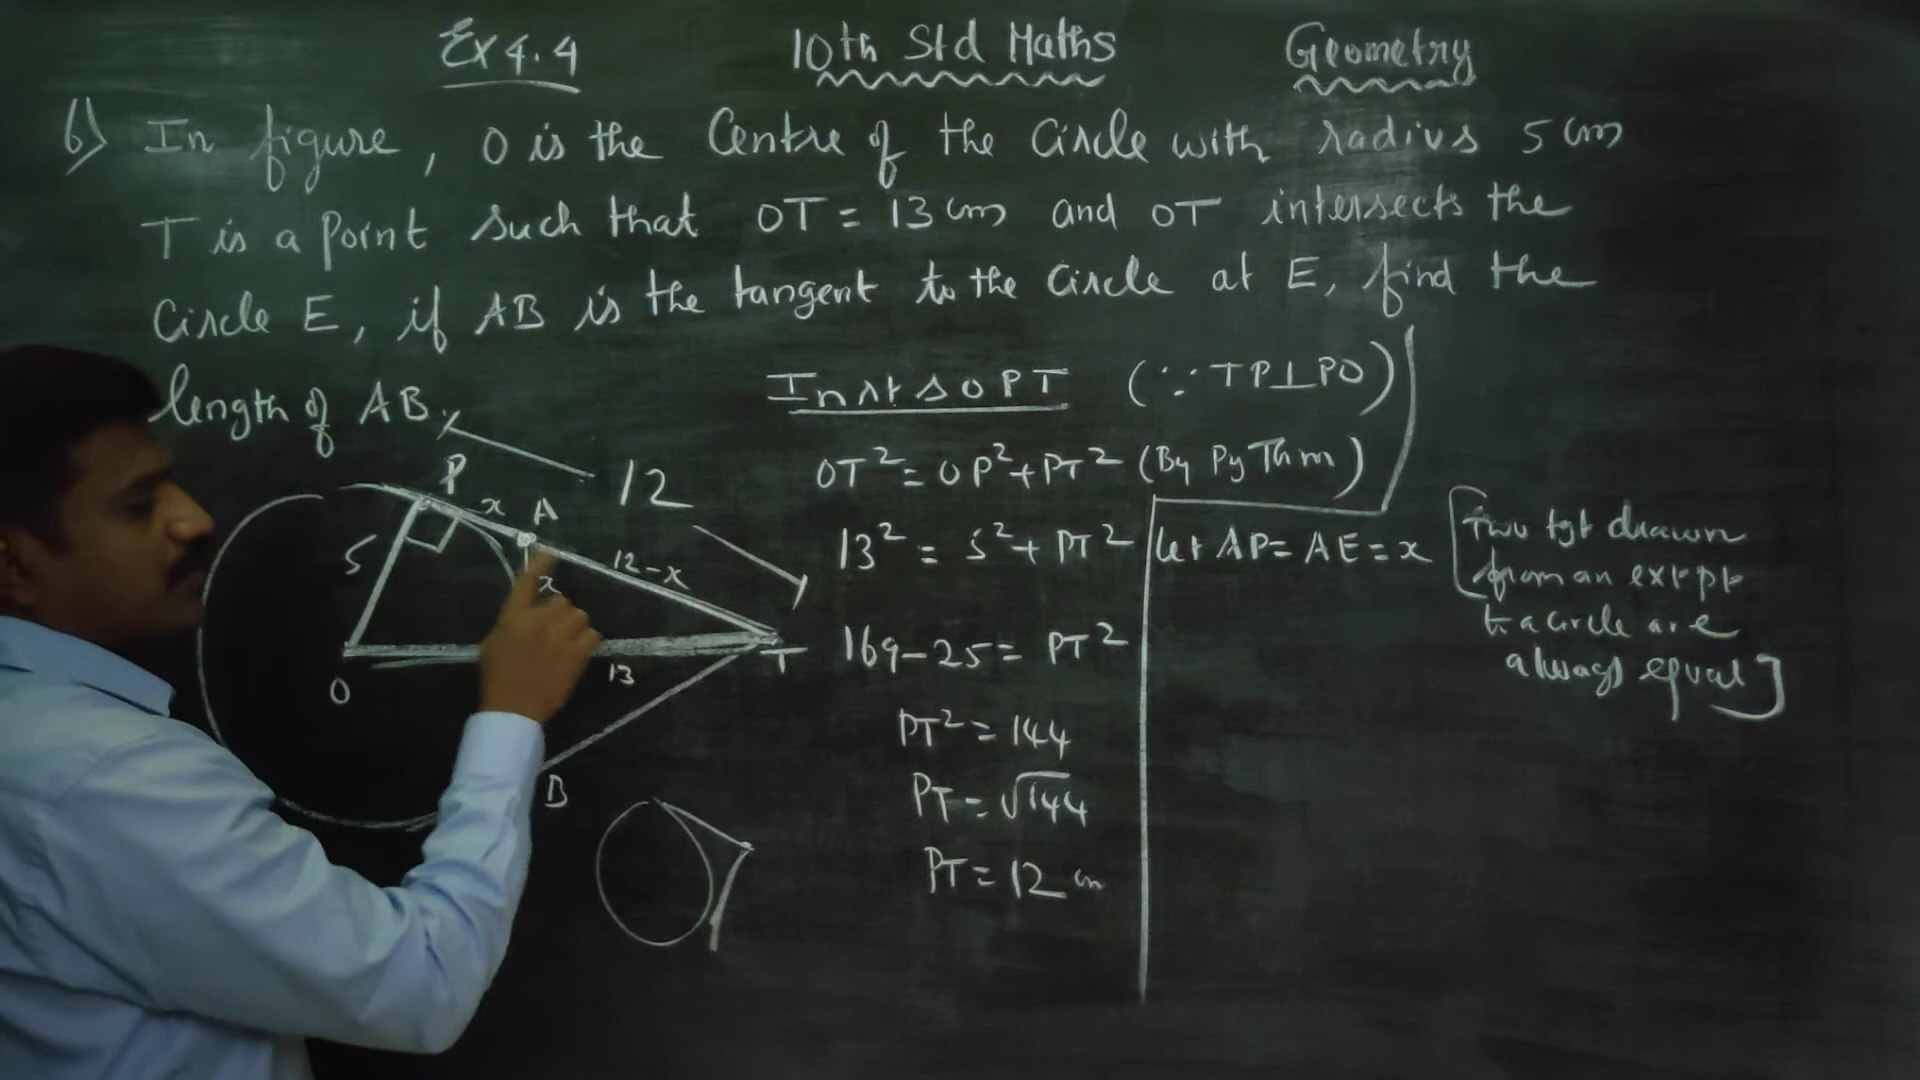 Ex 4.4 10th Std Maths Geometry
6) In figure, O is the Centre of the Circle with radius 5 cm
T is a point such that OT = 13 cm and OT intersects the
Circle E, if AB is the tangent to the Circle at E, find the
length of AB.
In rt △ OPT (∵ TP⊥PO)
OT² = OP² + PT² (By Py Thm)
13² = 5² + PT²
169 - 25 = PT²
PT² = 144
PT = √144
PT = 12 cm
let AP = AE = x
[Two tgt drawn
from an ext pt
to a circle are
always equal]
12
P
x
A
5
12-x
x
T
13
O
B